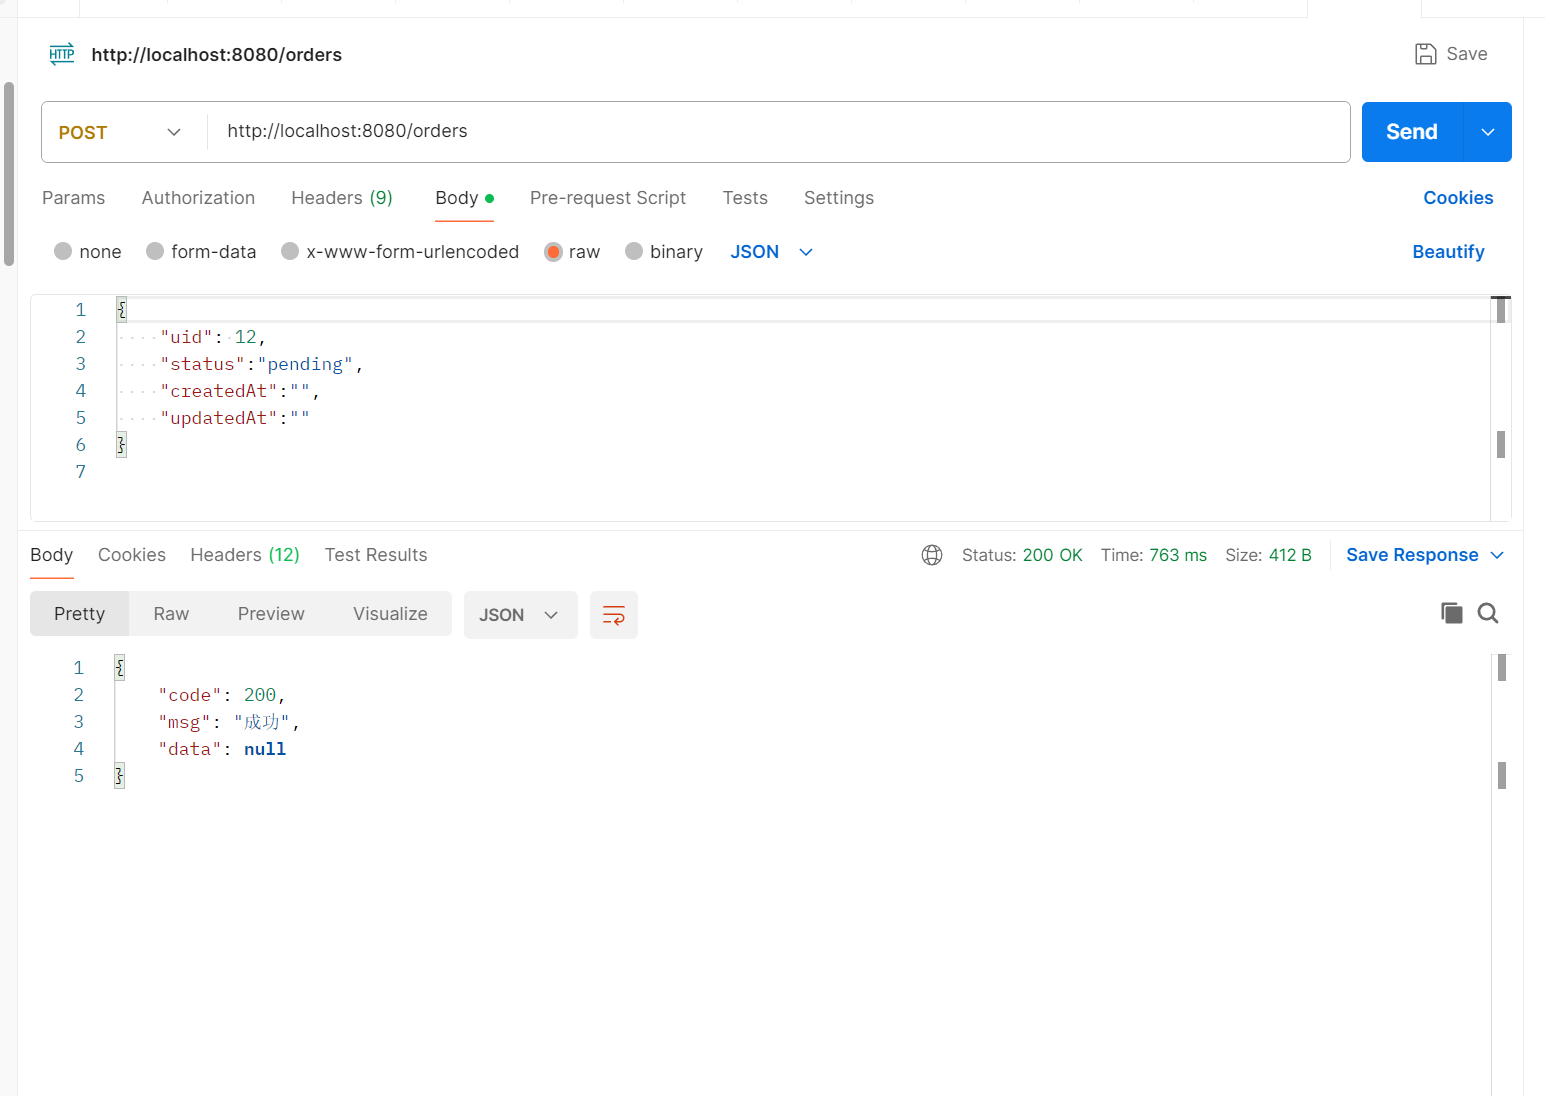 HTTP http://localhost:8080/orders Save
POST http://localhost:8080/orders Send
Params Authorization Headers (9) Body Pre-request Script Tests Settings Cookies
none form-data x-www-form-urlencoded raw binary JSON Beautify
1 {
2 "uid": 12,
3 "status":"pending",
4 "createdAt":"",
5 "updatedAt":""
6 }
7
Body Cookies Headers (12) Test Results Status: 200 OK Time: 763 ms Size: 412 B Save Response
Pretty Raw Preview Visualize JSON
1 {
2 "code": 200,
3 "msg": "成功",
4 "data": null
5 }